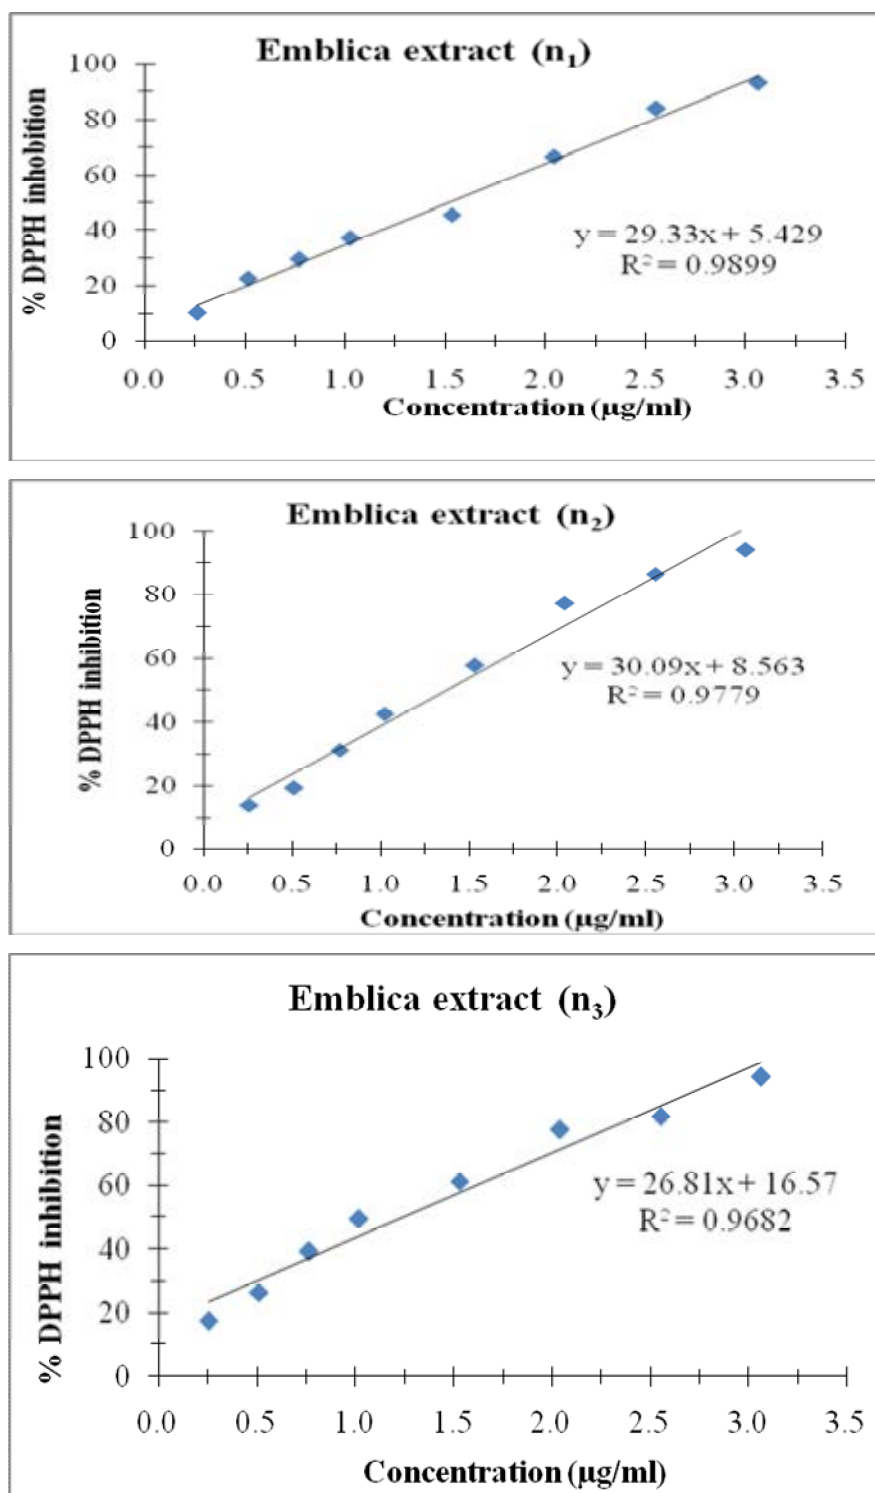 Emblica extract (n₁)
% DPPH inhobition
100
80
60
40
20
0
y = 29.33x + 5.429
R² = 0.9899
0.0 0.5 1.0 1.5 2.0 2.5 3.0 3.5
Concentration (µg/ml)
Emblica extract (n₂)
% DPPH inhibition
100
80
60
40
20
0
y = 30.09x + 8.563
R² = 0.9779
0.0 0.5 1.0 1.5 2.0 2.5 3.0 3.5
Concentration (µg/ml)
Emblica extract (n₃)
% DPPH inhibition
100
80
60
40
20
0
y = 26.81x + 16.57
R² = 0.9682
0.0 0.5 1.0 1.5 2.0 2.5 3.0 3.5
Concentration (µg/ml)